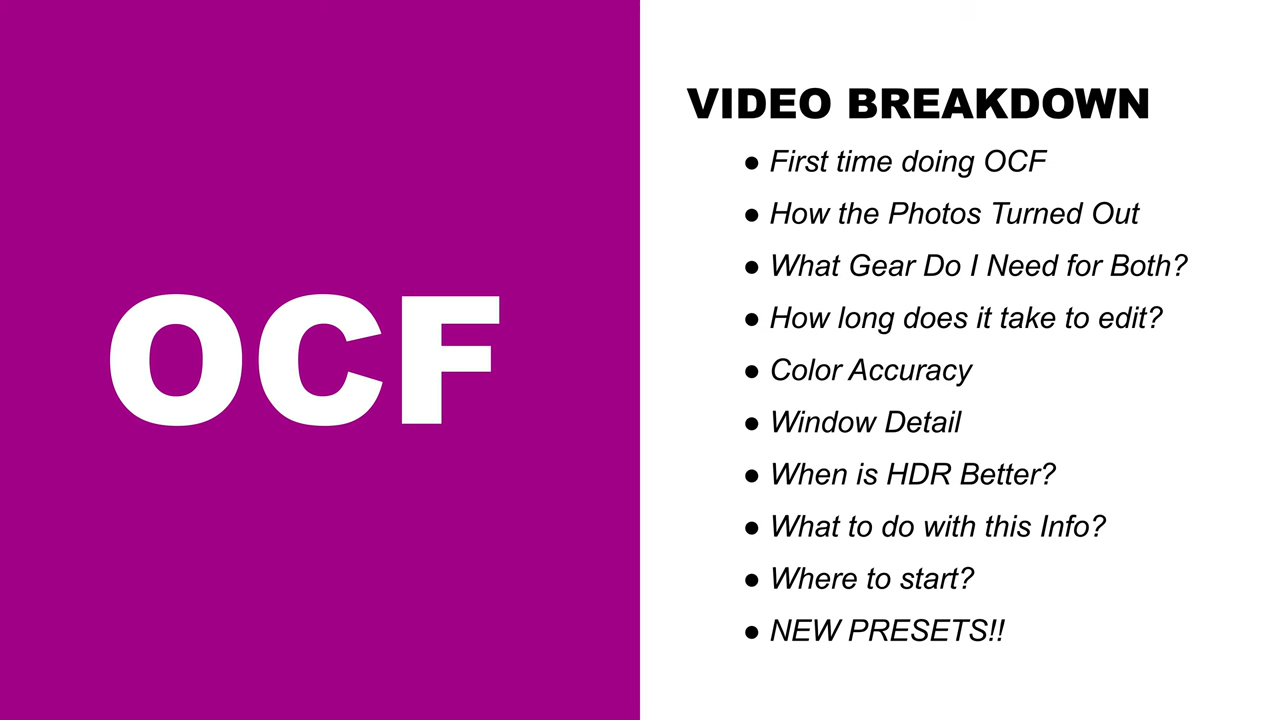 OCF
VIDEO BREAKDOWN
● First time doing OCF
● How the Photos Turned Out
● What Gear Do I Need for Both?
● How long does it take to edit?
● Color Accuracy
● Window Detail
● When is HDR Better?
● What to do with this Info?
● Where to start?
● NEW PRESETS!!